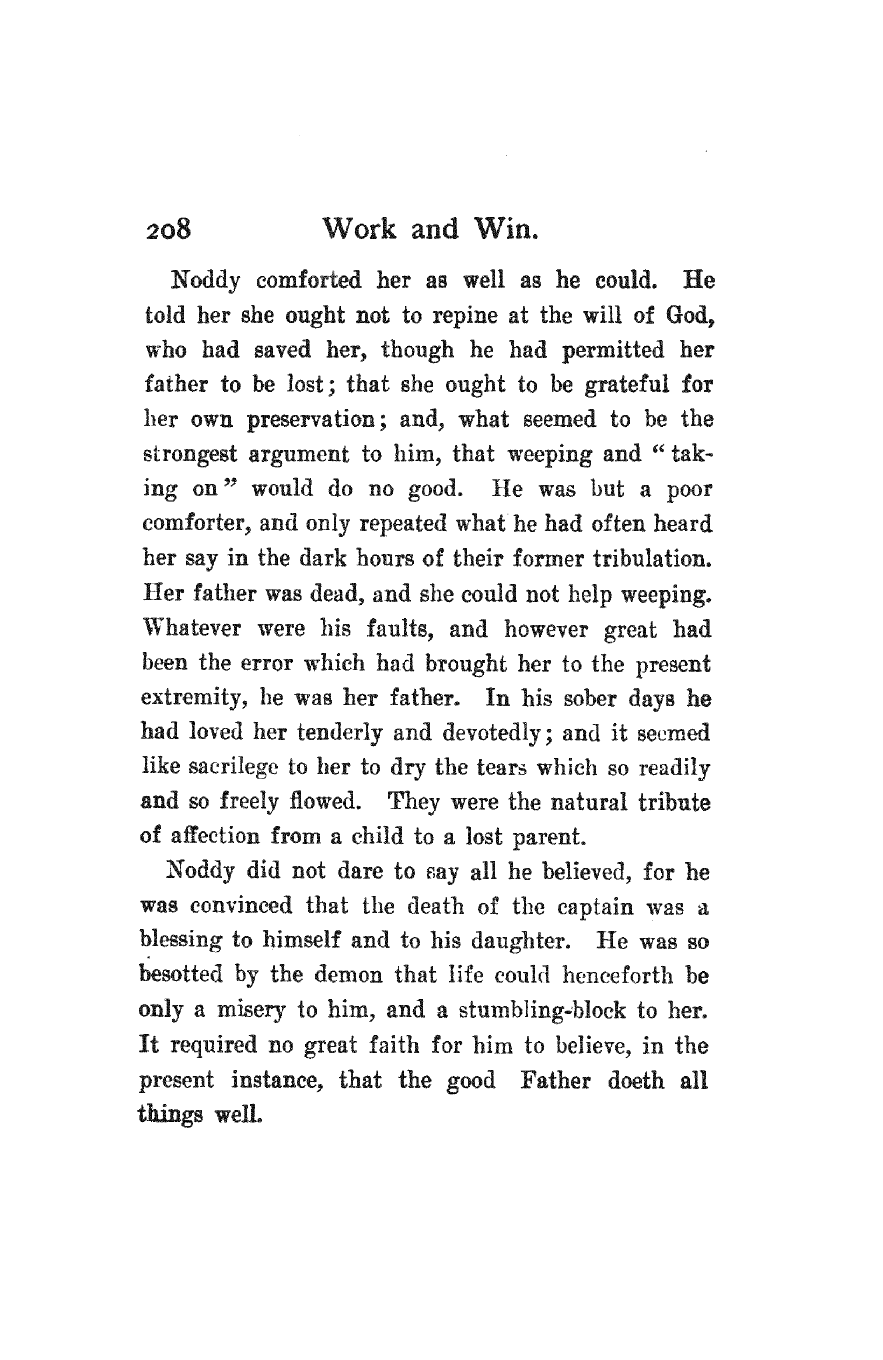 208 Work and Win.
Noddy comforted her as well as he could. He
told her she ought not to repine at the will of God,
who had saved her, though he had permitted her
father to be lost; that she ought to be grateful for
her own preservation; and, what seemed to be the
strongest argument to him, that weeping and “tak-
ing on” would do no good. He was but a poor
comforter, and only repeated what he had often heard
her say in the dark hours of their former tribulation.
Her father was dead, and she could not help weeping.
Whatever were his faults, and however great had
been the error which had brought her to the present
extremity, he was her father. In his sober days he
had loved her tenderly and devotedly; and it seemed
like sacrilege to her to dry the tears which so readily
and so freely flowed. They were the natural tribute
of affection from a child to a lost parent.
Noddy did not dare to say all he believed, for he
was convinced that the death of the captain was a
blessing to himself and to his daughter. He was so
besotted by the demon that life could henceforth be
only a misery to him, and a stumbling-block to her.
It required no great faith for him to believe, in the
present instance, that the good Father doeth all
things well.